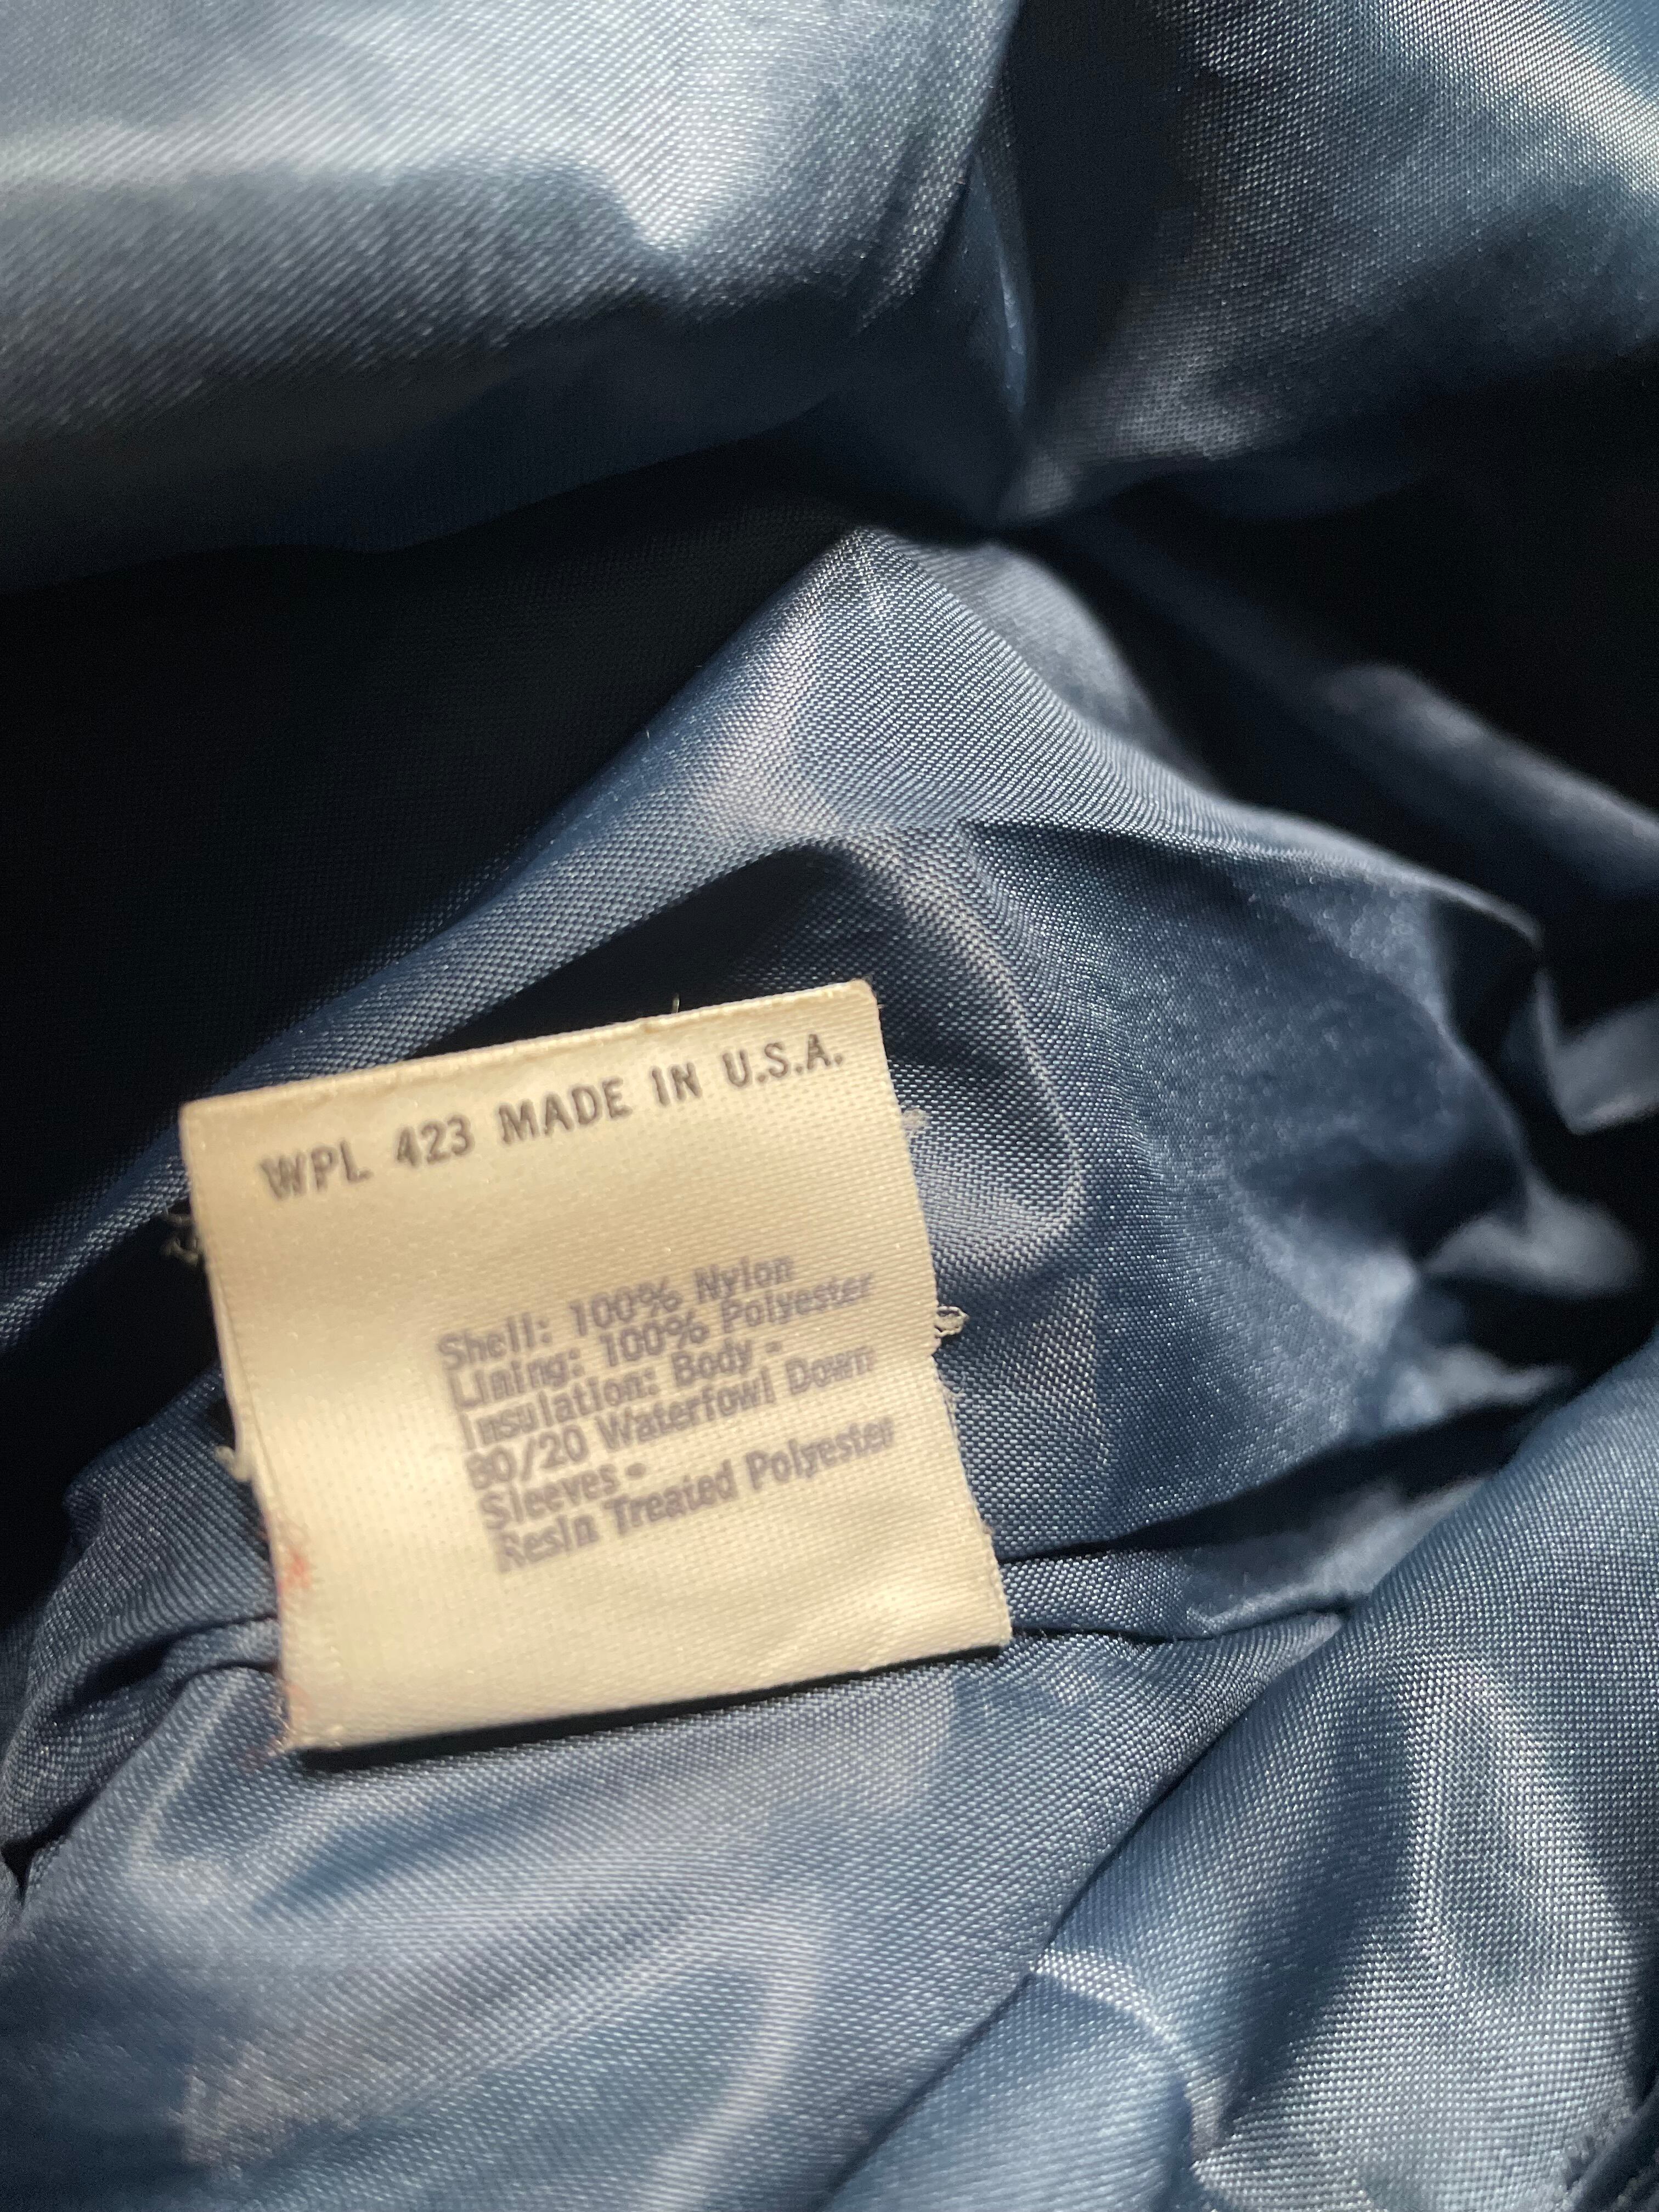 WPL 423 MADE IN U.S.A.
Shell: 100% Nylon
Lining: 100% Polyester
Insulation: Body -
80/20 Waterfowl Down
Sleeves -
Resin Treated Polyester